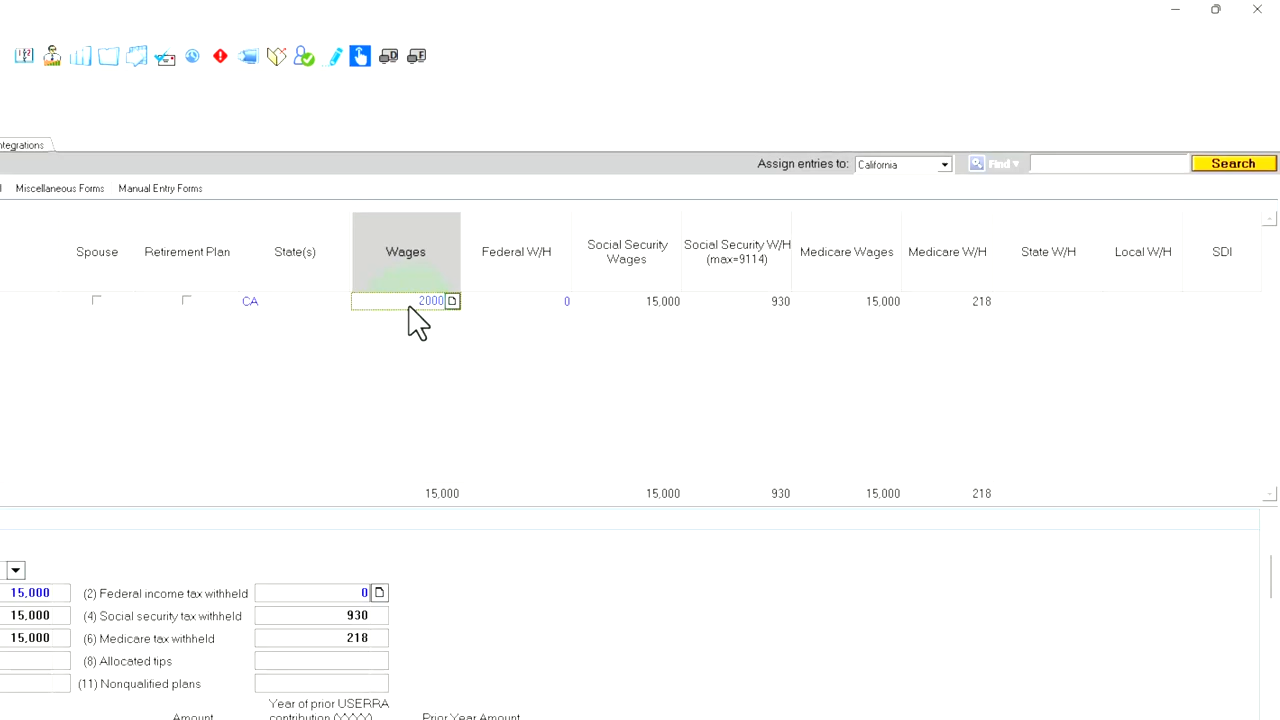 ntegrations
Assign entries to: California Find Search
Miscellaneous Forms Manual Entry Forms
Spouse Retirement Plan State(s) Wages Federal W/H Social Security Wages Social Security W/H (max=9114) Medicare Wages Medicare W/H State W/H Local W/H SDI
CA 2000 0 15,000 930 15,000 218
15,000 15,000 930 15,000 218
15,000 (2) Federal income tax withheld 0
15,000 (4) Social security tax withheld 930
15,000 (6) Medicare tax withheld 218
(8) Allocated tips
(11) Nonqualified plans
Year of prior USERRA
Amount contribution (YYYY) Prior Year Amount